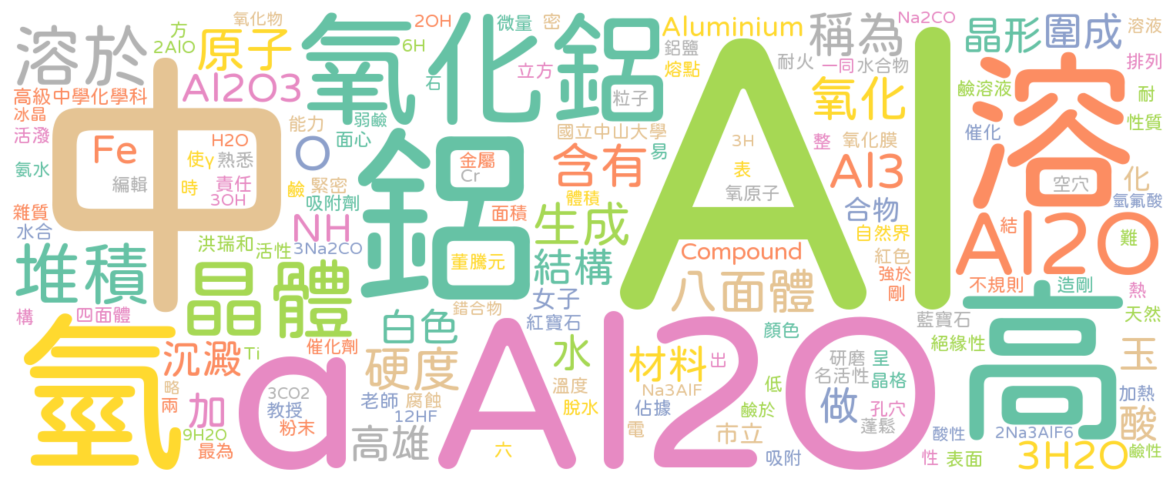 溶於
方
氧化物
2AlO
原子
高級中學化學科
Al2O3
冰晶
活潑
氨水
雜質
水合
中
Fe
H2O
使γ
熟悉
編輯
時
責任
3OH
能力
O
鹼
緊密
吸附劑
NH
洪瑞和
活性
3Na2CO
2OH
6H
氧化鋁
石
弱鹼
面心
微量
密
立方
粒子
鋁
金屬
Cr
面積
董騰元
錯合物
國立中山大學
易
含有
體積
生成
結構
女子
紅寶石
Aluminium
鋁鹽
熔點
耐火
稱為
一同
水合物
Na2CO
氧化
整
氧化膜
Al
3H
表
氧原子
Al3
合物
自然界
紅色
強於
剛
Compound
八面體
顏色
藍寶石
晶形
圍成
溶液
排列
鹼溶液
耐
性質
催化
溶
空穴
化
氫氟酸
Al2O
結
難
不規則
造剛
熱
天然
絕緣性
玉
高
加熱
2Na3AlF6
酸
酸性
3H2O
鹼性
性
表面
堆積
構
四面體
晶體
氫
沉澱
Ti
略
兩
加
9H2O
最為
催化劑
白色
硬度
水
a
3CO2
教授
粉末
老師
腐蝕
12HF
高雄
溫度
脫水
六
Al2O
材料
出
Na3AlF
佔據
電
低
鹼於
市立
吸附
研磨
呈
名活性
晶格
做
孔穴
蓬鬆